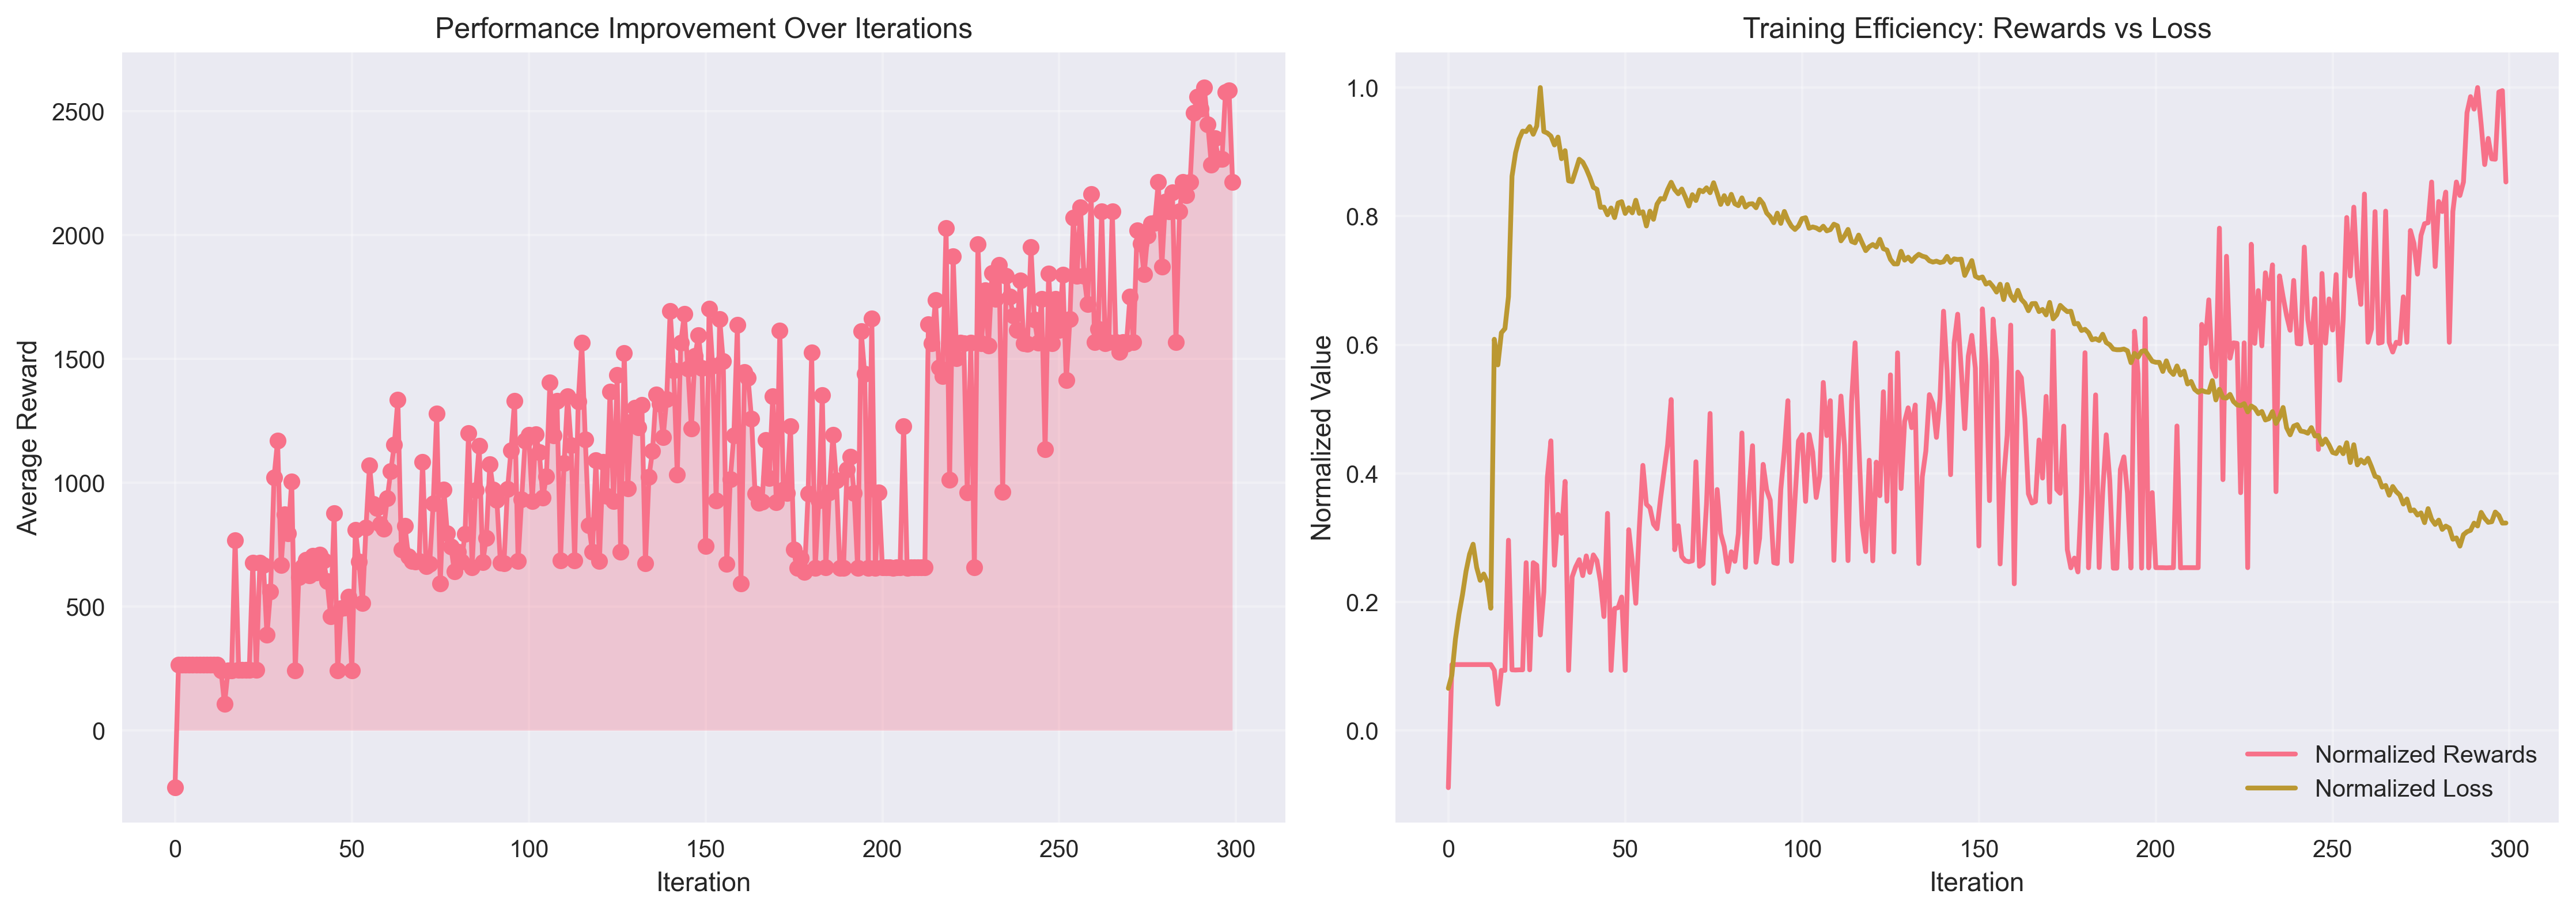 Performance Improvement Over Iterations
Average Reward
2500
2000
1500
1000
500
0
0 50 100 150 200 250 300
Iteration
Training Efficiency: Rewards vs Loss
Normalized Value
1.0
0.8
0.6
0.4
0.2
0.0
Normalized Rewards
Normalized Loss
0 50 100 150 200 250 300
Iteration